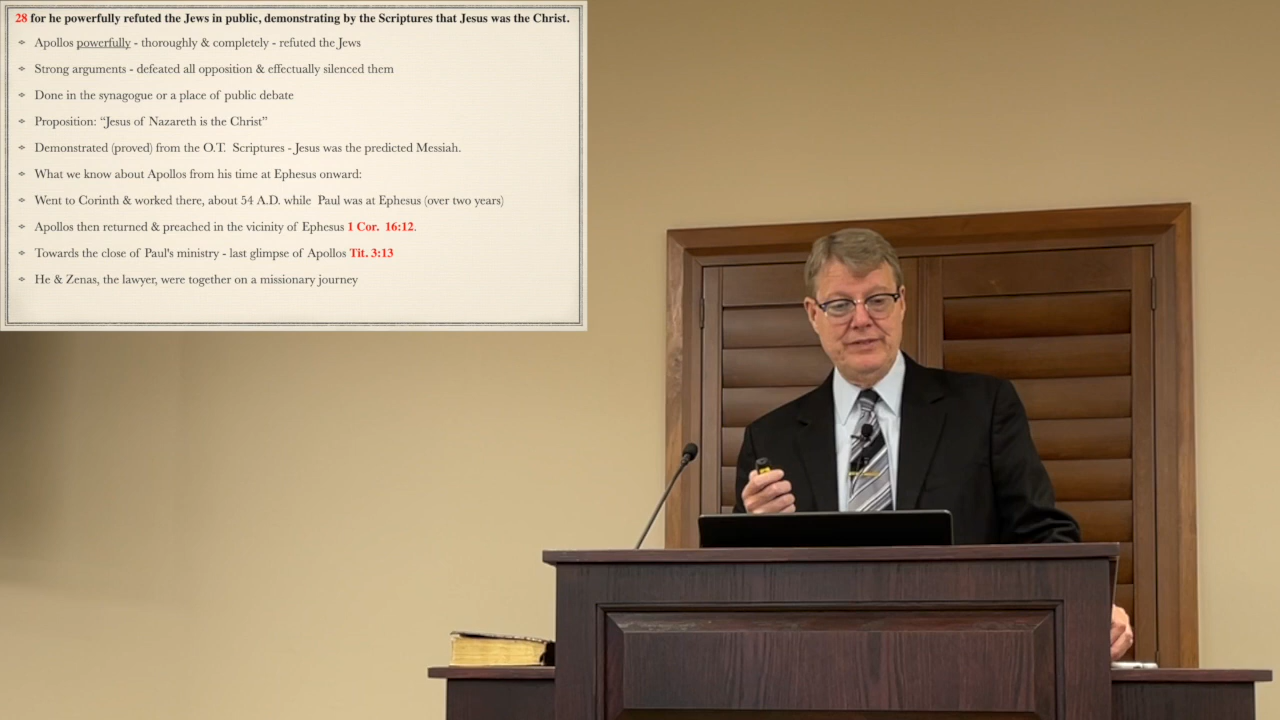 28 for he powerfully refuted the Jews in public, demonstrating by the Scriptures that Jesus was the Christ.
Apollos powerfully - thoroughly & completely - refuted the Jews
Strong arguments - defeated all opposition & effectually silenced them
Done in the synagogue or a place of public debate
Proposition: “Jesus of Nazareth is the Christ”
Demonstrated (proved) from the O.T. Scriptures - Jesus was the predicted Messiah.
What we know about Apollos from his time at Ephesus onward:
Went to Corinth & worked there, about 54 A.D. while Paul was at Ephesus (over two years)
Apollos then returned & preached in the vicinity of Ephesus 1 Cor. 16:12.
Towards the close of Paul's ministry - last glimpse of Apollos Tit. 3:13
He & Zenas, the lawyer, were together on a missionary journey